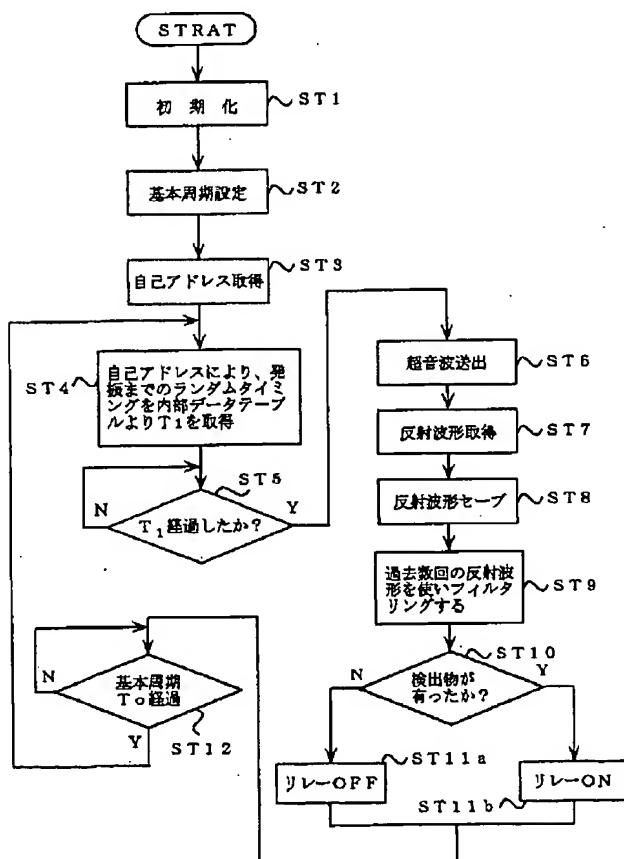 STRAT
初期化
ST1
基本周期設定
ST2
自己アドレス取得
ST3
ST4
自己アドレスにより、発
振までのランダムタイミ
ングを内部データテーブ
ルよりT1を取得
ST5
N
T1経過したか?
Y
超音波送出
ST6
反射波形取得
ST7
反射波形セーブ
ST8
過去数回の反射波
形を使いフィルタ
リングする
ST9
ST10
N
検出物が
有ったか?
Y
リレーOFF
ST11a
リレーON
ST11b
N
基本周期
To経過
Y
ST12